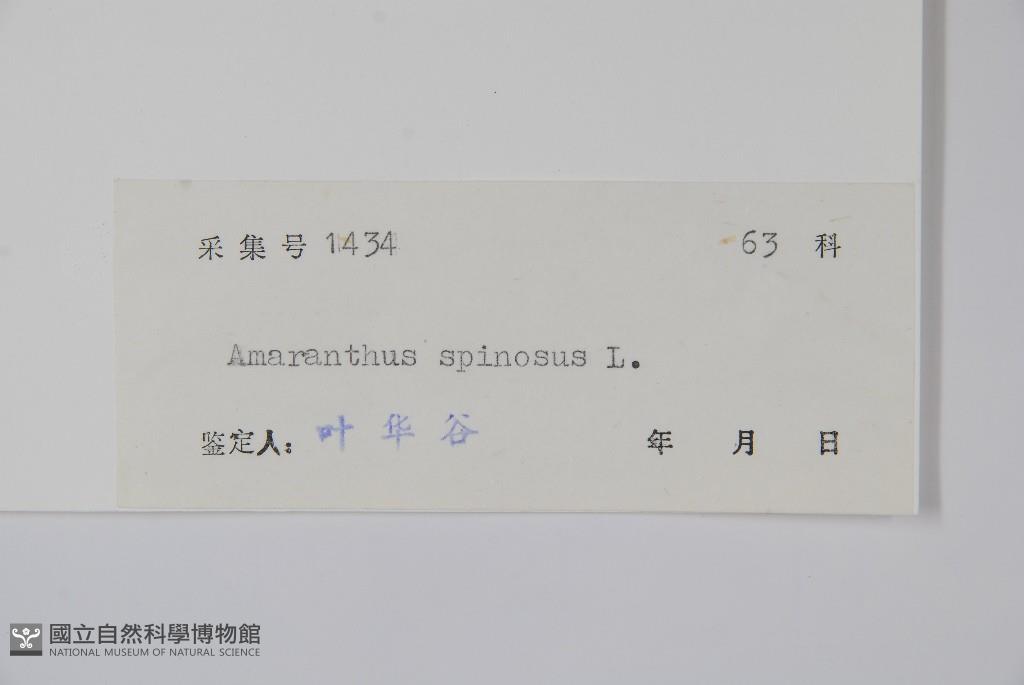 采集号 1434 63 科
Amaranthus spinosus L.
鉴定人: 叶华谷 年 月 日
國立自然科學博物館
NATIONAL MUSEUM OF NATURAL SCIENCE